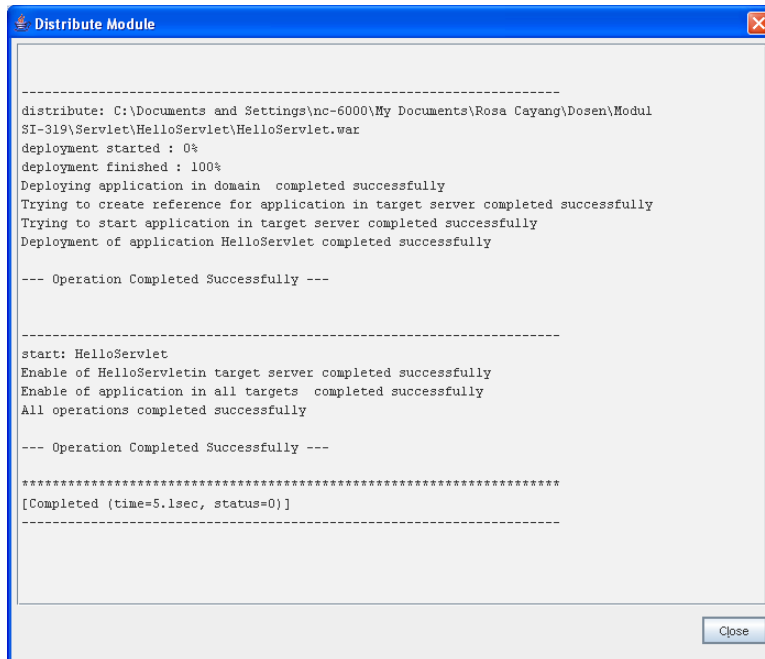 Distribute Module
----------------------------------------------------------------------
distribute: C:\Documents and Settings\nc-6000\My Documents\Rosa Cayang\Dosen\Modul
SI-319\Servlet\HelloServlet\HelloServlet.war
deployment started : 0%
deployment finished : 100%
Deploying application in domain  completed successfully
Trying to create reference for application in target server completed successfully
Trying to start application in target server completed successfully
Deployment of application HelloServlet completed successfully
--- Operation Completed Successfully ---
----------------------------------------------------------------------
start: HelloServlet
Enable of HelloServletin target server completed successfully
Enable of application in all targets  completed successfully
All operations completed successfully
--- Operation Completed Successfully ---
**********************************************************************
[Completed (time=5.1sec, status=0)]
----------------------------------------------------------------------
Close